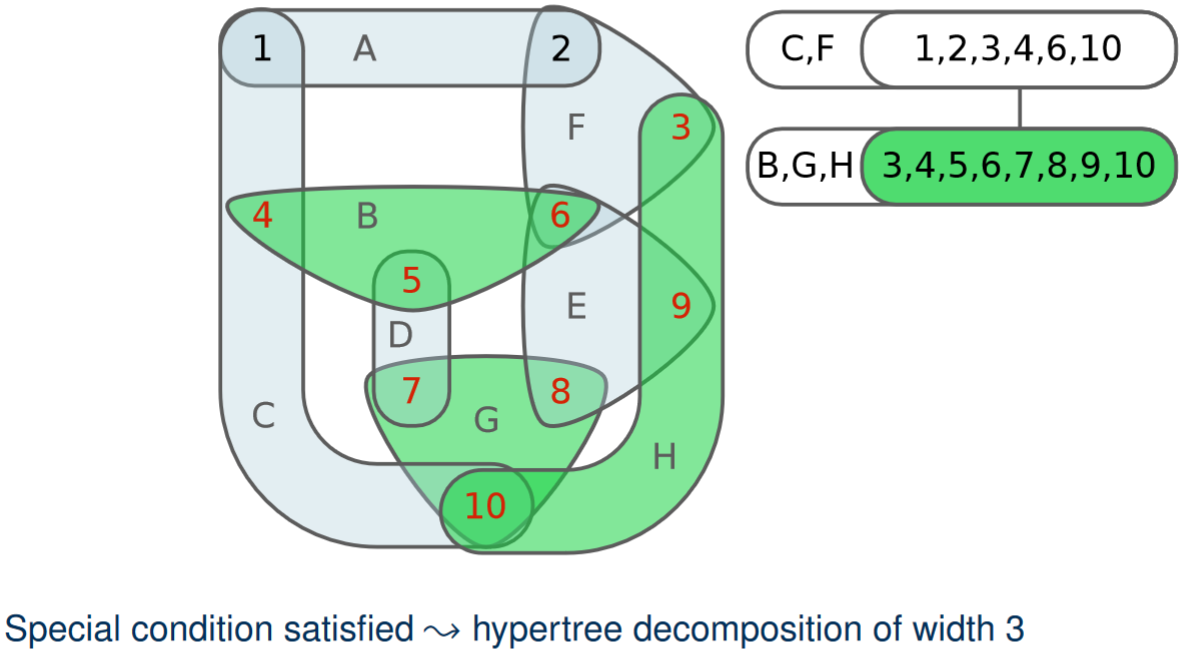 1 A 2
F
3
4 B 6
5
D E 9
7 8
C G
H
10
C,F 1,2,3,4,6,10
B,G,H 3,4,5,6,7,8,9,10
Special condition satisfied ⇝ hypertree decomposition of width 3